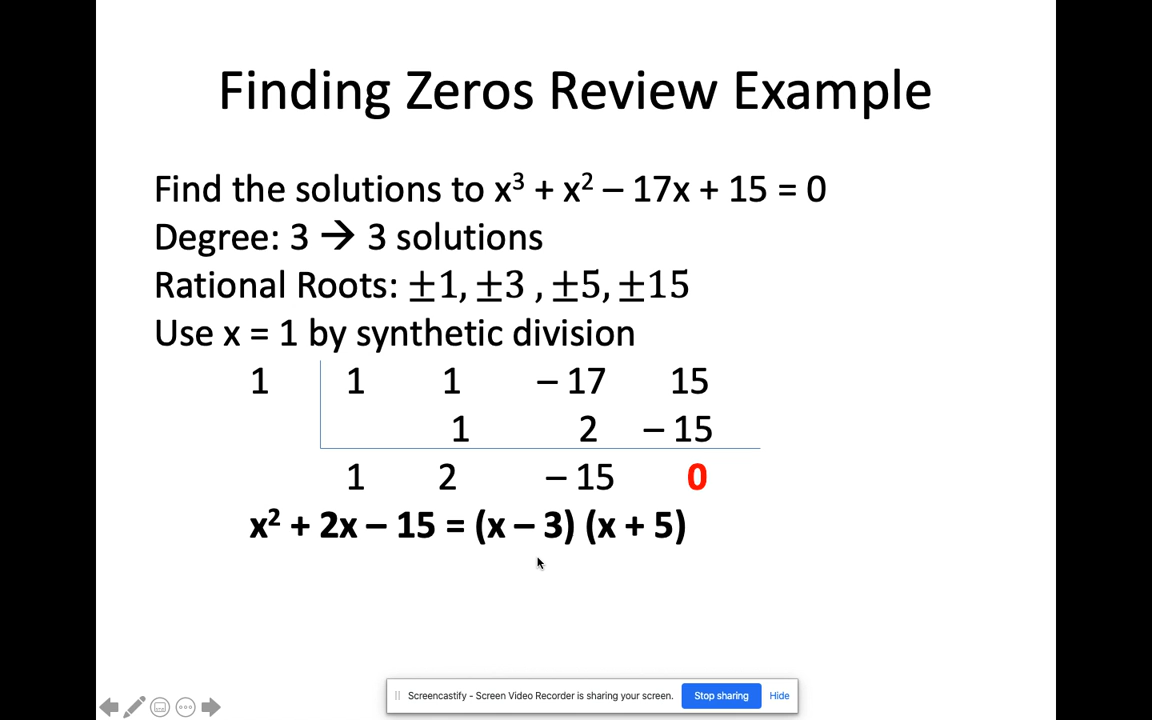 Finding Zeros Review Example
Find the solutions to x³ + x² – 17x + 15 = 0
Degree: 3 → 3 solutions
Rational Roots: ±1, ±3 , ±5, ±15
Use x = 1 by synthetic division
1 1 1 – 17 15
1 2 – 15
1 2 – 15 0
x² + 2x – 15 = (x – 3) (x + 5)
Screencastify - Screen Video Recorder is sharing your screen. Stop sharing Hide